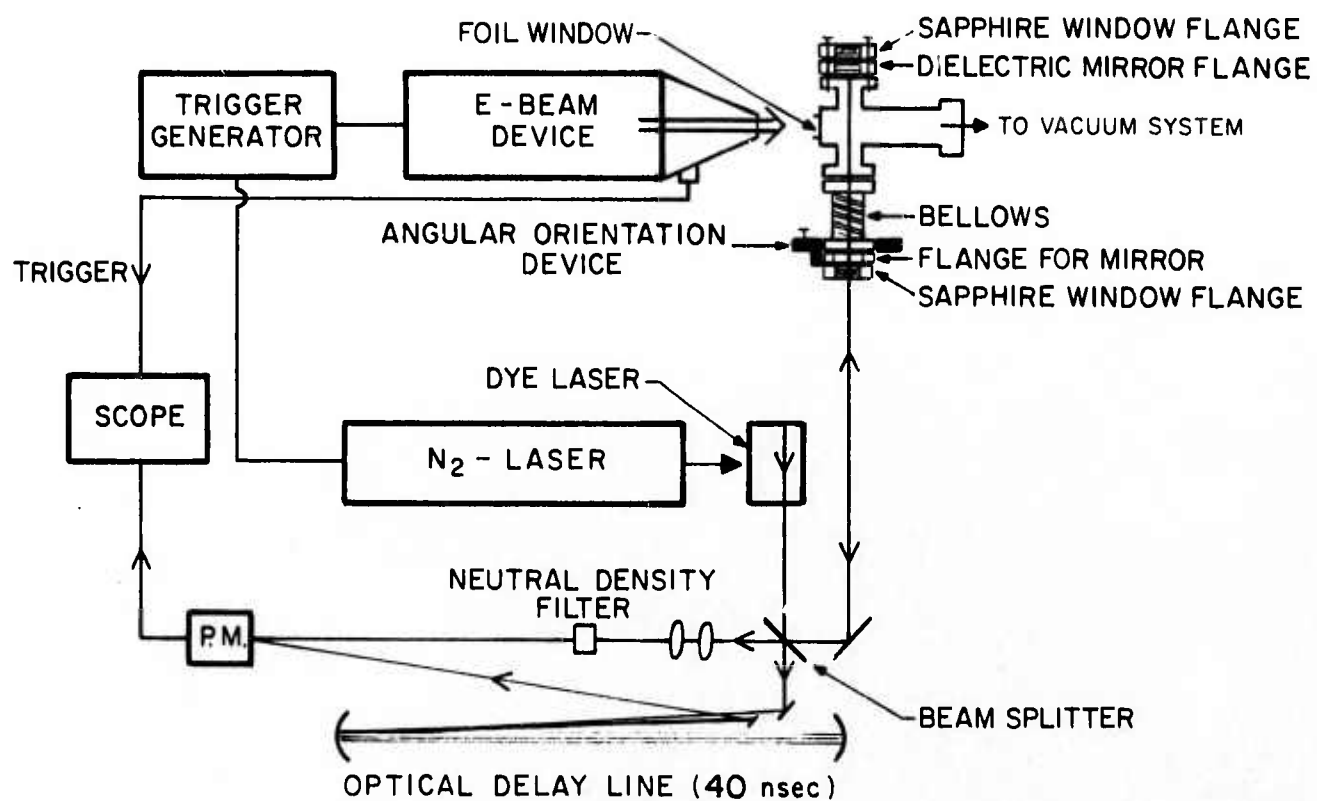 FOIL WINDOW
SAPPHIRE WINDOW FLANGE
DIELECTRIC MIRROR FLANGE
TRIGGER
GENERATOR
E-BEAM
DEVICE
TO VACUUM SYSTEM
BELLOWS
ANGULAR ORIENTATION
DEVICE
FLANGE FOR MIRROR
SAPPHIRE WINDOW FLANGE
TRIGGER
DYE LASER
SCOPE
N2 - LASER
NEUTRAL DENSITY
FILTER
P.M.
BEAM SPLITTER
OPTICAL DELAY LINE (40 nsec)